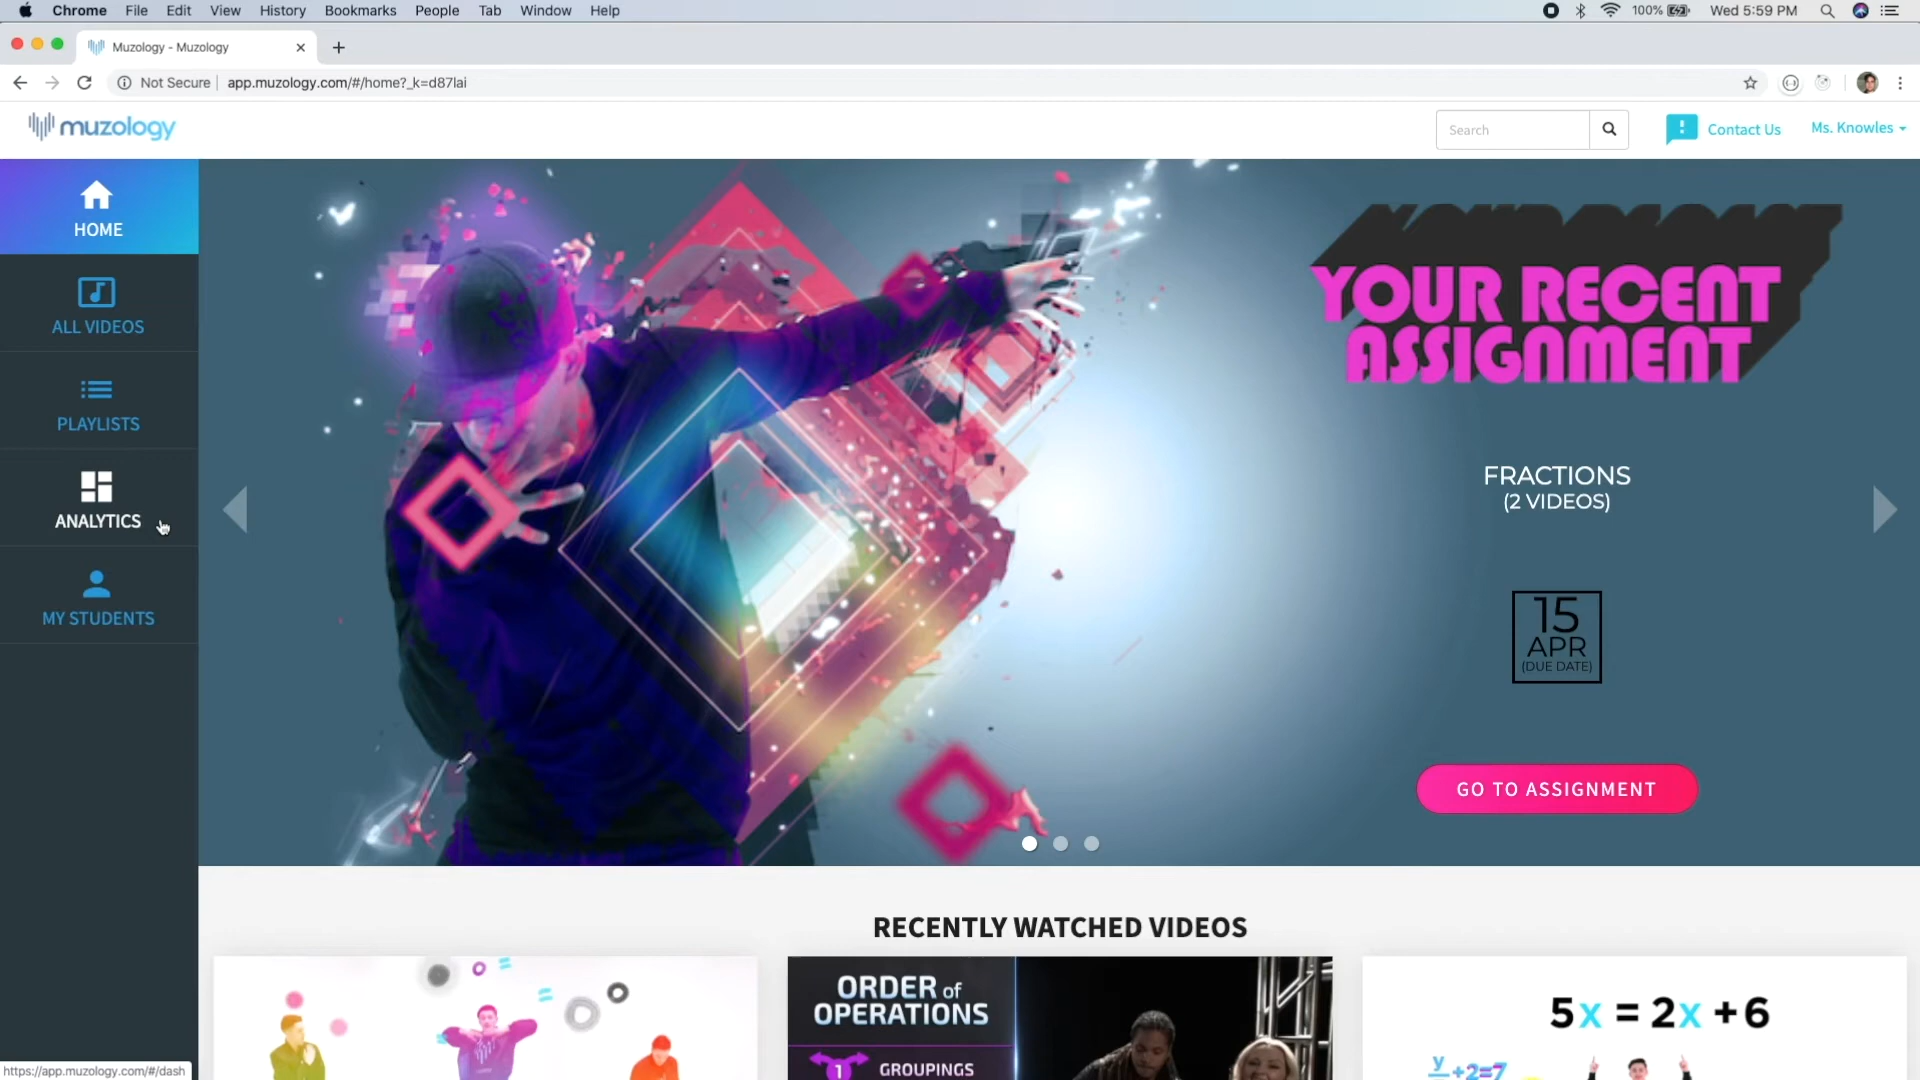 Chrome File Edit View History Bookmarks People Tab Window Help
100% Wed 5:59 PM
Muzology - Muzology
Not Secure app.muzology.com/#/home?_k=d87lai
muzology
Search
Contact Us
Ms. Knowles
HOME
ALL VIDEOS
PLAYLISTS
ANALYTICS
MY STUDENTS
YOUR RECENT
ASSIGNMENT
FRACTIONS
(2 VIDEOS)
15
APR
(DUE DATE)
GO TO ASSIGNMENT
RECENTLY WATCHED VIDEOS
ORDER of
OPERATIONS
1 GROUPINGS
5x = 2x + 6
y
+2=7
https://app.muzology.com/#/dash